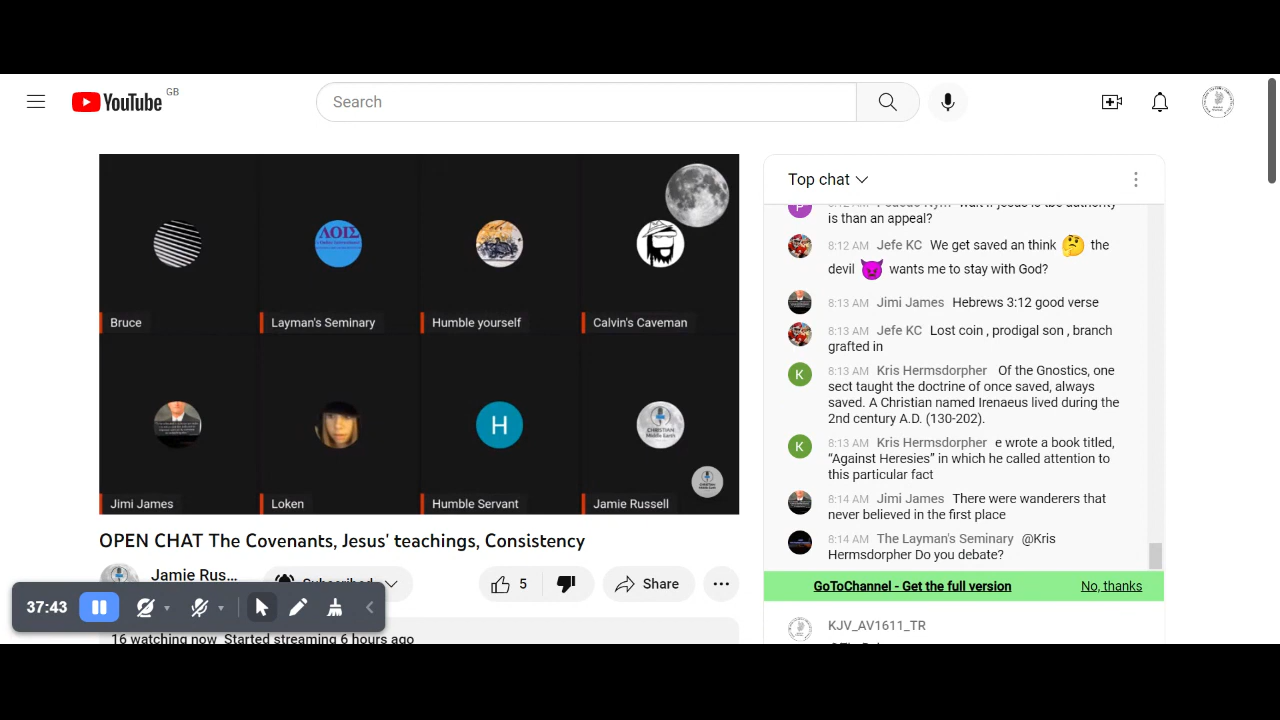 YouTube GB
Search
Top chat
is than an appeal?
8:12 AM Jefe KC We get saved an think 🤔 the
devil 😈 wants me to stay with God?
8:13 AM Jimi James Hebrews 3:12 good verse
8:13 AM Jefe KC Lost coin , prodigal son , branch
grafted in
K
8:13 AM Kris Hermsdorpher Of the Gnostics, one
sect taught the doctrine of once saved, always
saved. A Christian named Irenaeus lived during the
2nd century A.D. (130-202).
K
8:13 AM Kris Hermsdorpher e wrote a book titled,
“Against Heresies” in which he called attention to
this particular fact
8:14 AM Jimi James There were wanderers that
never believed in the first place
8:14 AM The Layman's Seminary @Kris
Hermsdorpher Do you debate?
GoToChannel - Get the full version No, thanks
KJV_AV1611_TR
ΛΟΓΙΣ
Bruce
Layman's Seminary
Humble yourself
Calvin's Caveman
H
CHRISTIAN
Middle Earth
Jimi James
Loken
Humble Servant
Jamie Russell
OPEN CHAT The Covenants, Jesus' teachings, Consistency
Jamie Rus...
Subscribed
5
Share
37:43
16 watching now Started streaming 6 hours ago